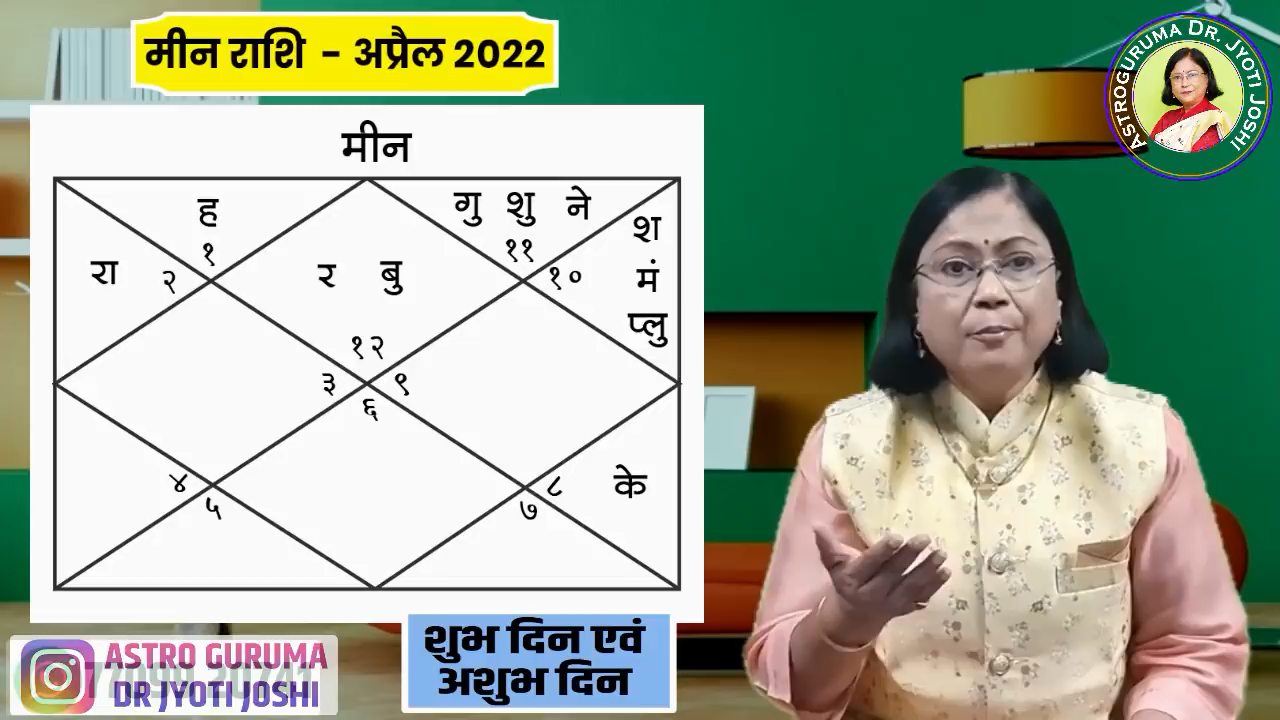 मीन राशि - अप्रैल 2022
ASTROGURUMA DR. JYOTI JOSHI
मीन
ह
गु शु ने
श
१
११
रा
२
र बु
१०
मं
प्लु
१२
३
९
६
४
८
के
५
७
शुभ दिन एवं
अशुभ दिन
ASTRO GURUMA
DR JYOTI JOSHI